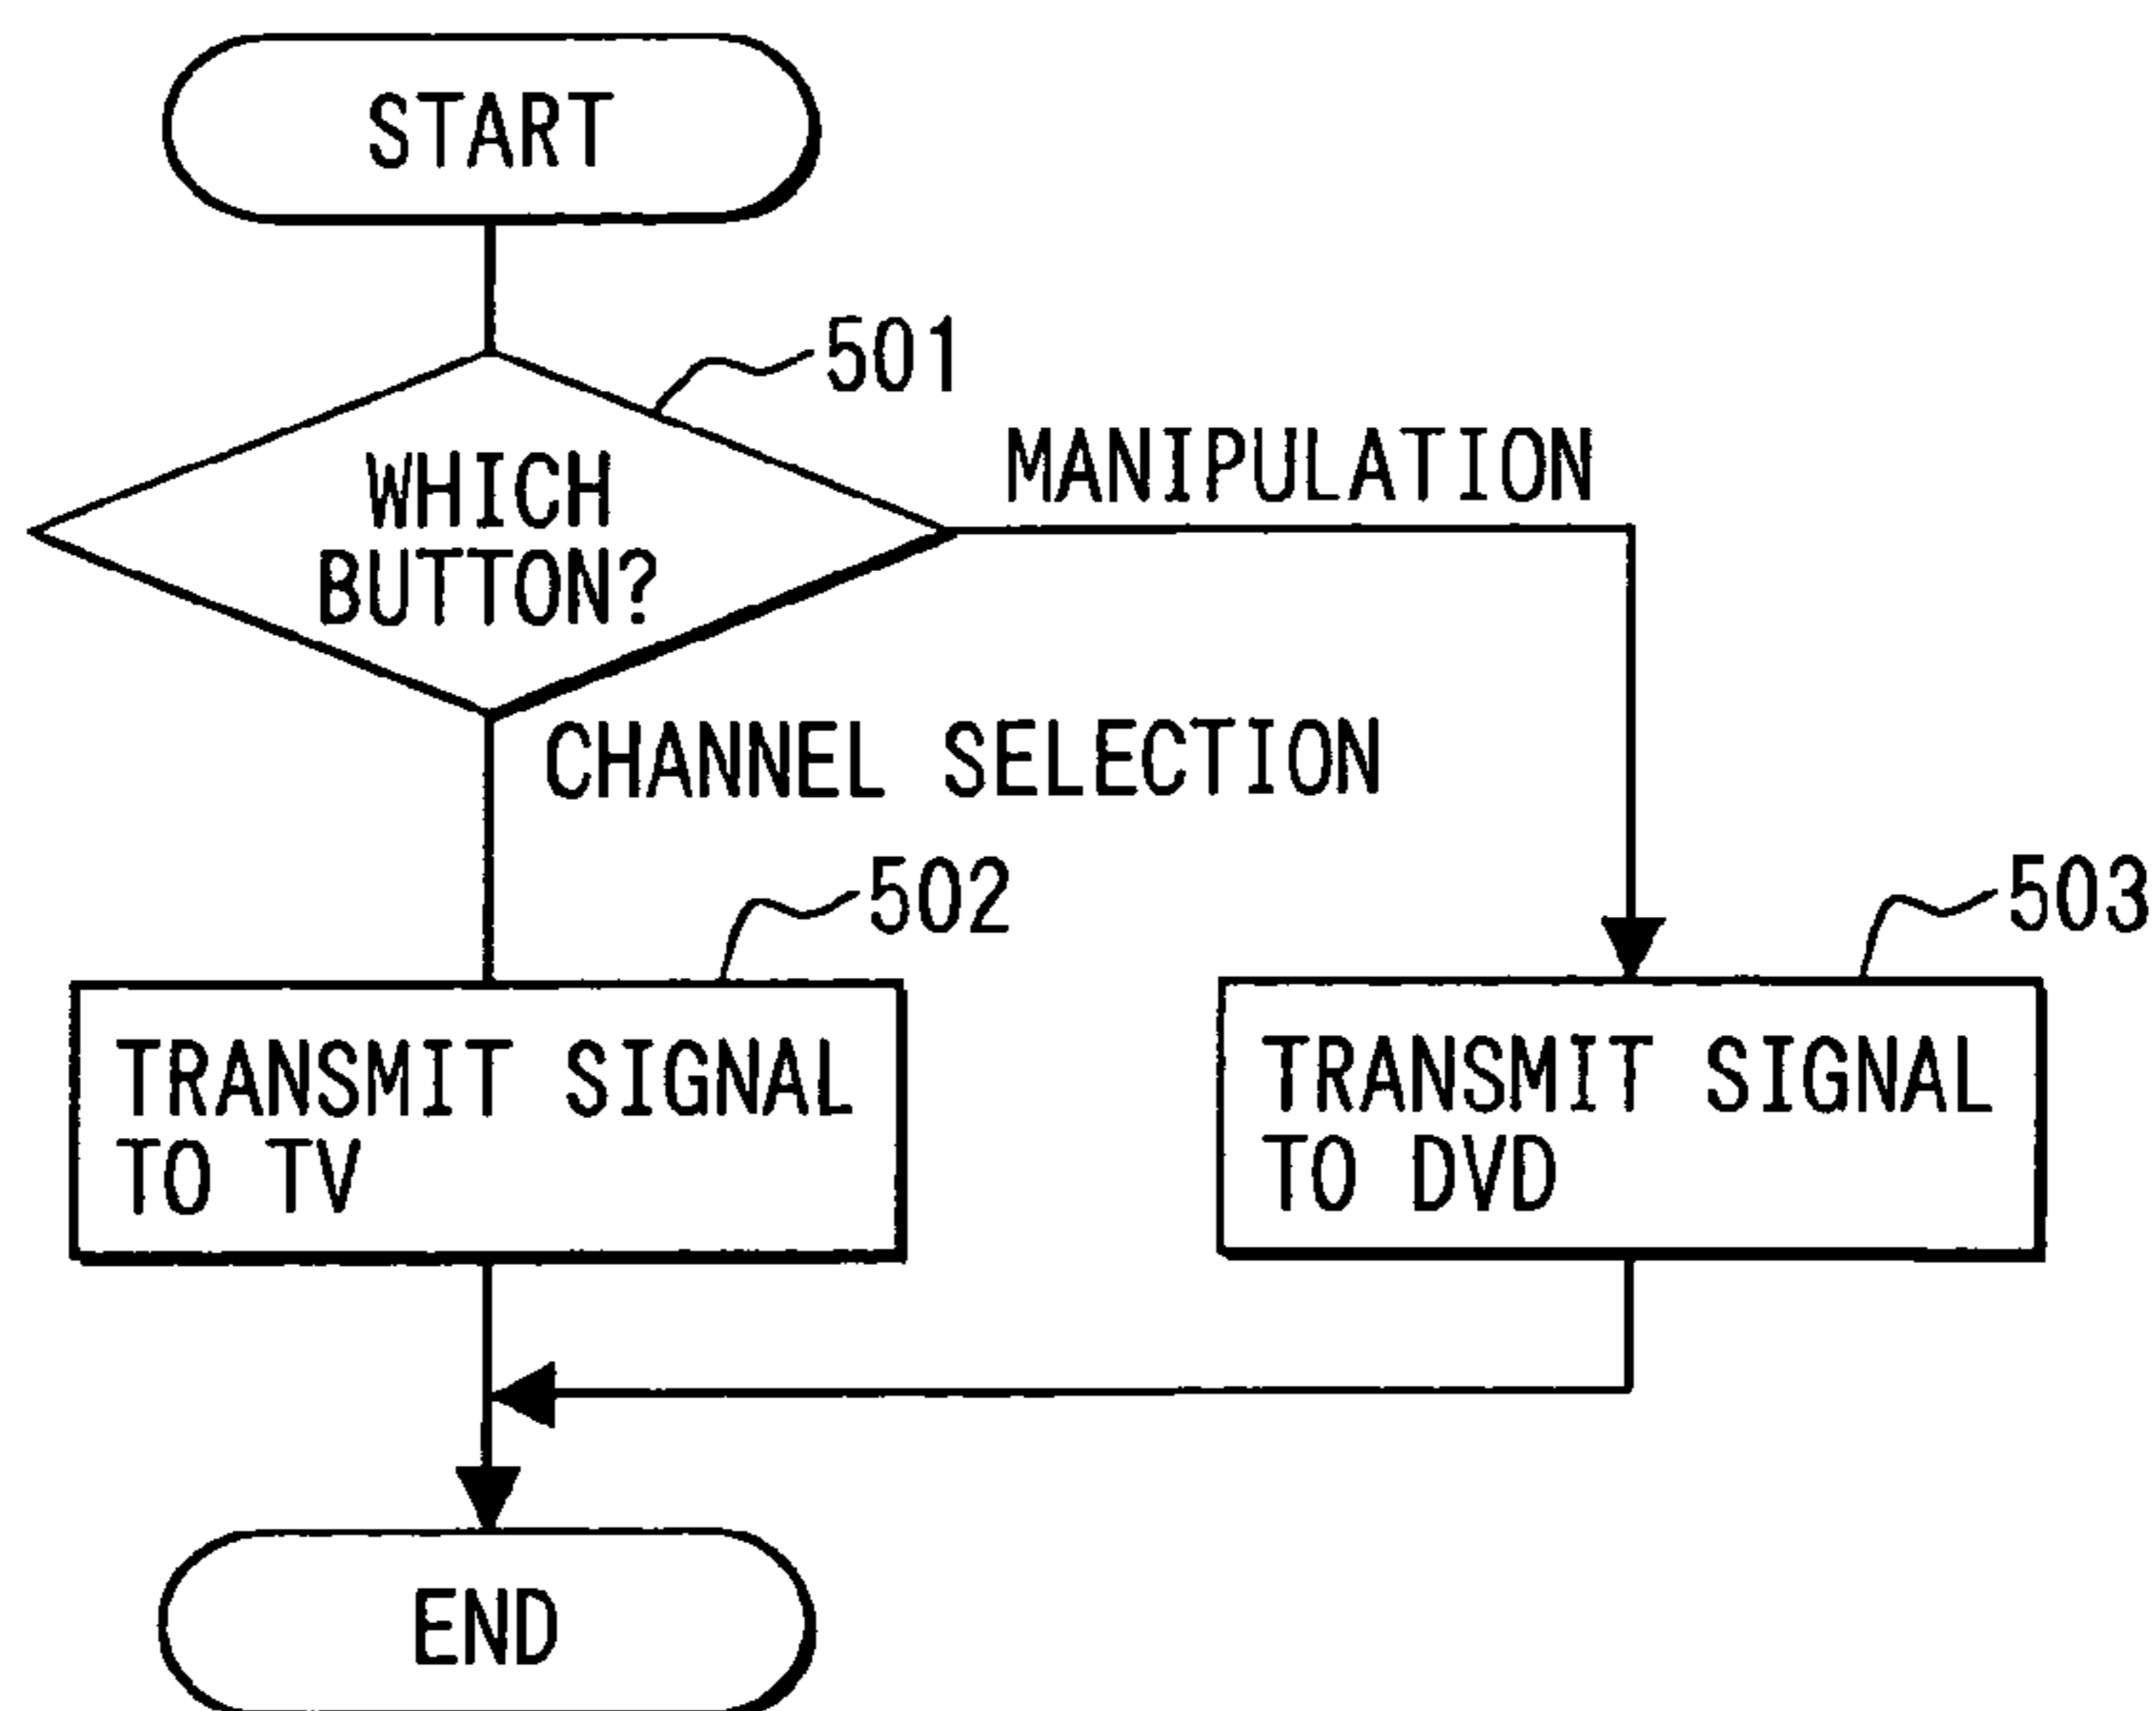 START
501
WHICH
BUTTON?
MANIPULATION
CHANNEL SELECTION
502
503
TRANSMIT SIGNAL
TO TV
TRANSMIT SIGNAL
TO DVD
END